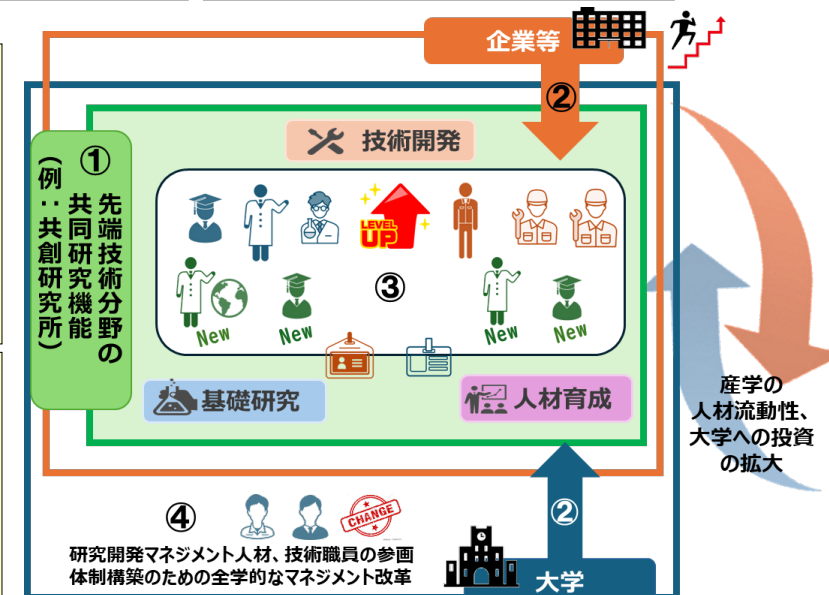 企業等
②
技術開発
①
先端技術分野の
共同研究機能
(例：共創研究所)
LEVEL
UP
③
New
New
New
New
基礎研究
人材育成
産学の
人材流動性、
大学への投資
の拡大
④
CHANGE
②
研究開発マネジメント人材、技術職員の参画
体制構築のための全学的なマネジメント改革
大学